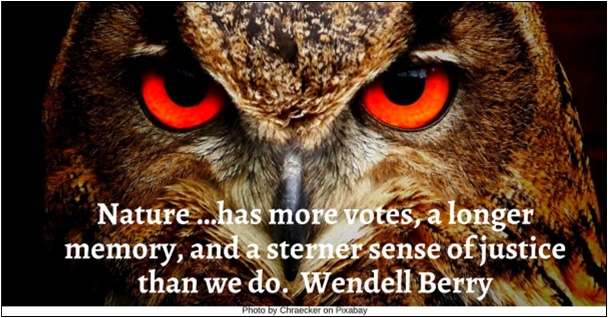 Nature ...has more votes, a longer
memory, and a sterner sense of justice
than we do.  Wendell Berry
Photo by Chraecker on Pixabay